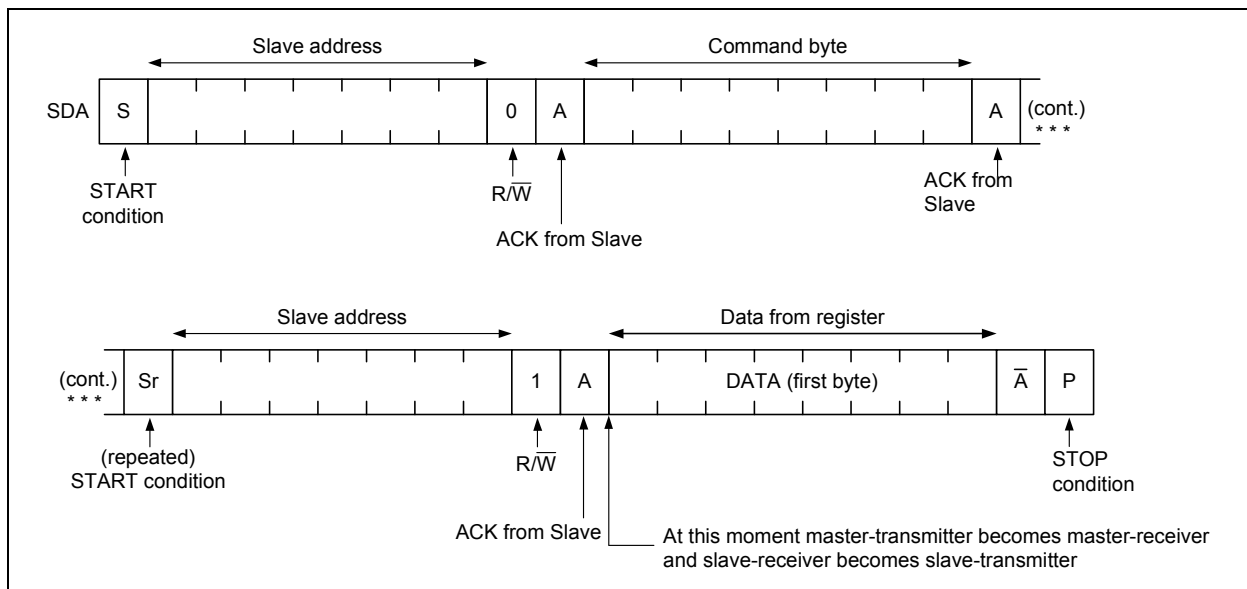 Slave address
Command byte
SDA
S
0
A
A
(cont.)
* * *
START
condition
R/W̅
ACK from Slave
ACK from
Slave
Slave address
Data from register
(cont.)
* * *
Sr
1
A
DATA (first byte)
A̅
P
(repeated)
START condition
R/W̅
STOP
condition
ACK from Slave
At this moment master-transmitter becomes master-receiver
and slave-receiver becomes slave-transmitter